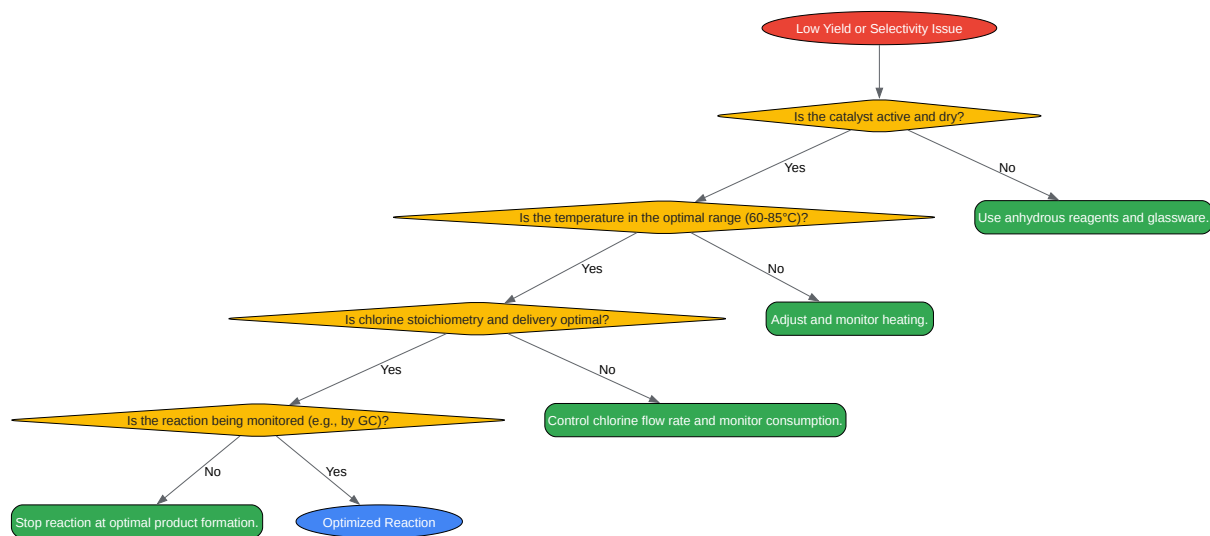 Low Yield or Selectivity Issue
Is the catalyst active and dry?
Yes
No
Is the temperature in the optimal range (60-85°C)?
Use anhydrous reagents and glassware.
Yes
No
Is chlorine stoichiometry and delivery optimal?
Adjust and monitor heating.
Yes
No
Is the reaction being monitored (e.g., by GC)?
Control chlorine flow rate and monitor consumption.
No
Yes
Stop reaction at optimal product formation.
Optimized Reaction